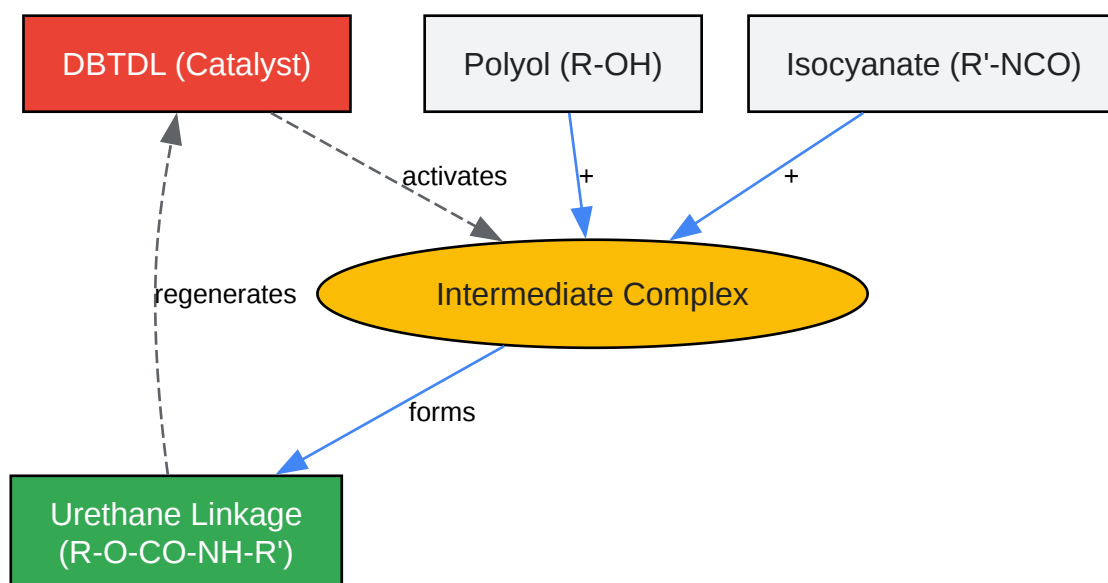 DBTDL (Catalyst)
Polyol (R-OH)
Isocyanate (R'-NCO)
activates
+
+
regenerates
Intermediate Complex
forms
Urethane Linkage
(R-O-CO-NH-R')